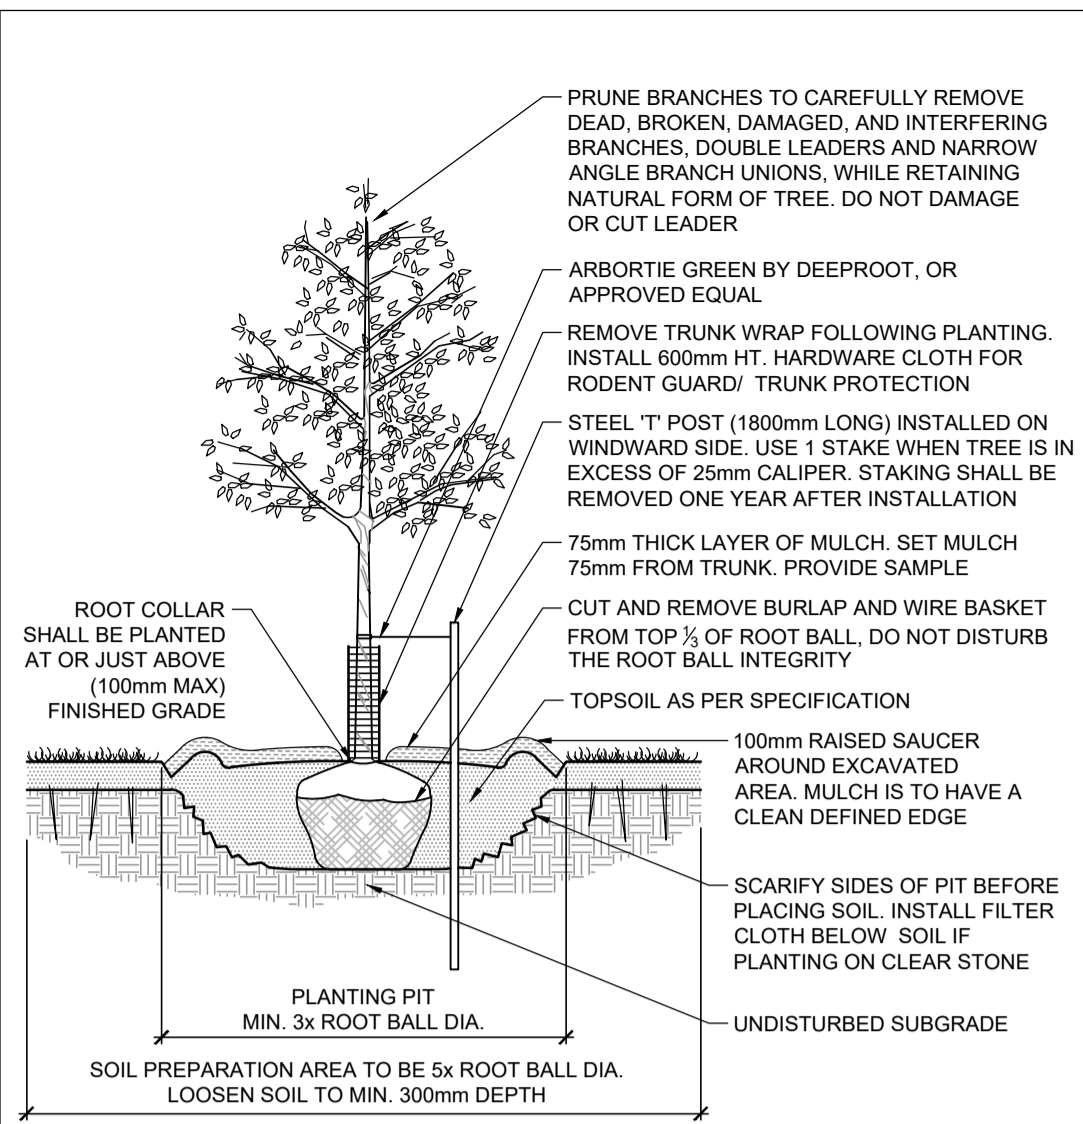 PRUNE BRANCHES TO CAREFULLY REMOVE
DEAD, BROKEN, DAMAGED, AND INTERFERING
BRANCHES, DOUBLE LEADERS AND NARROW
ANGLE BRANCH UNIONS, WHILE RETAINING
NATURAL FORM OF TREE. DO NOT DAMAGE
OR CUT LEADER
ARBORTIE GREEN BY DEEPROOT, OR
APPROVED EQUAL
REMOVE TRUNK WRAP FOLLOWING PLANTING.
INSTALL 600mm HT. HARDWARE CLOTH FOR
RODENT GUARD/ TRUNK PROTECTION
STEEL 'T' POST (1800mm LONG) INSTALLED ON
WINDWARD SIDE. USE 1 STAKE WHEN TREE IS IN
EXCESS OF 25mm CALIPER. STAKING SHALL BE
REMOVED ONE YEAR AFTER INSTALLATION
75mm THICK LAYER OF MULCH. SET MULCH
75mm FROM TRUNK. PROVIDE SAMPLE
CUT AND REMOVE BURLAP AND WIRE BASKET
FROM TOP ⅓ OF ROOT BALL, DO NOT DISTURB
THE ROOT BALL INTEGRITY
ROOT COLLAR
SHALL BE PLANTED
AT OR JUST ABOVE
(100mm MAX)
FINISHED GRADE
TOPSOIL AS PER SPECIFICATION
100mm RAISED SAUCER
AROUND EXCAVATED
AREA. MULCH IS TO HAVE A
CLEAN DEFINED EDGE
SCARIFY SIDES OF PIT BEFORE
PLACING SOIL. INSTALL FILTER
CLOTH BELOW SOIL IF
PLANTING ON CLEAR STONE
UNDISTURBED SUBGRADE
PLANTING PIT
MIN. 3x ROOT BALL DIA.
SOIL PREPARATION AREA TO BE 5x ROOT BALL DIA.
LOOSEN SOIL TO MIN. 300mm DEPTH